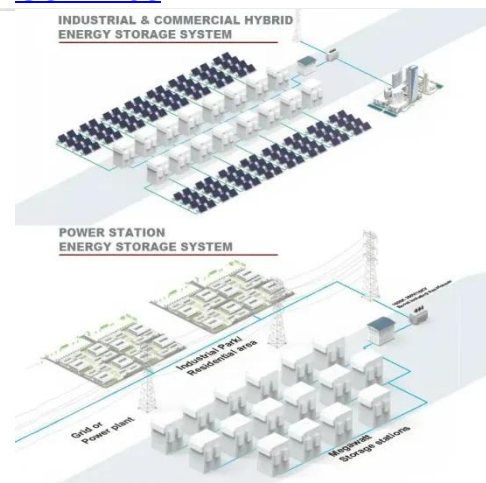 INDUSTRIAL & COMMERCIAL HYBRID
ENERGY STORAGE SYSTEM
POWER STATION
ENERGY STORAGE SYSTEM
Industrial Park/
Residential area
Grid or
Power plant
Megawatt
Storage stations